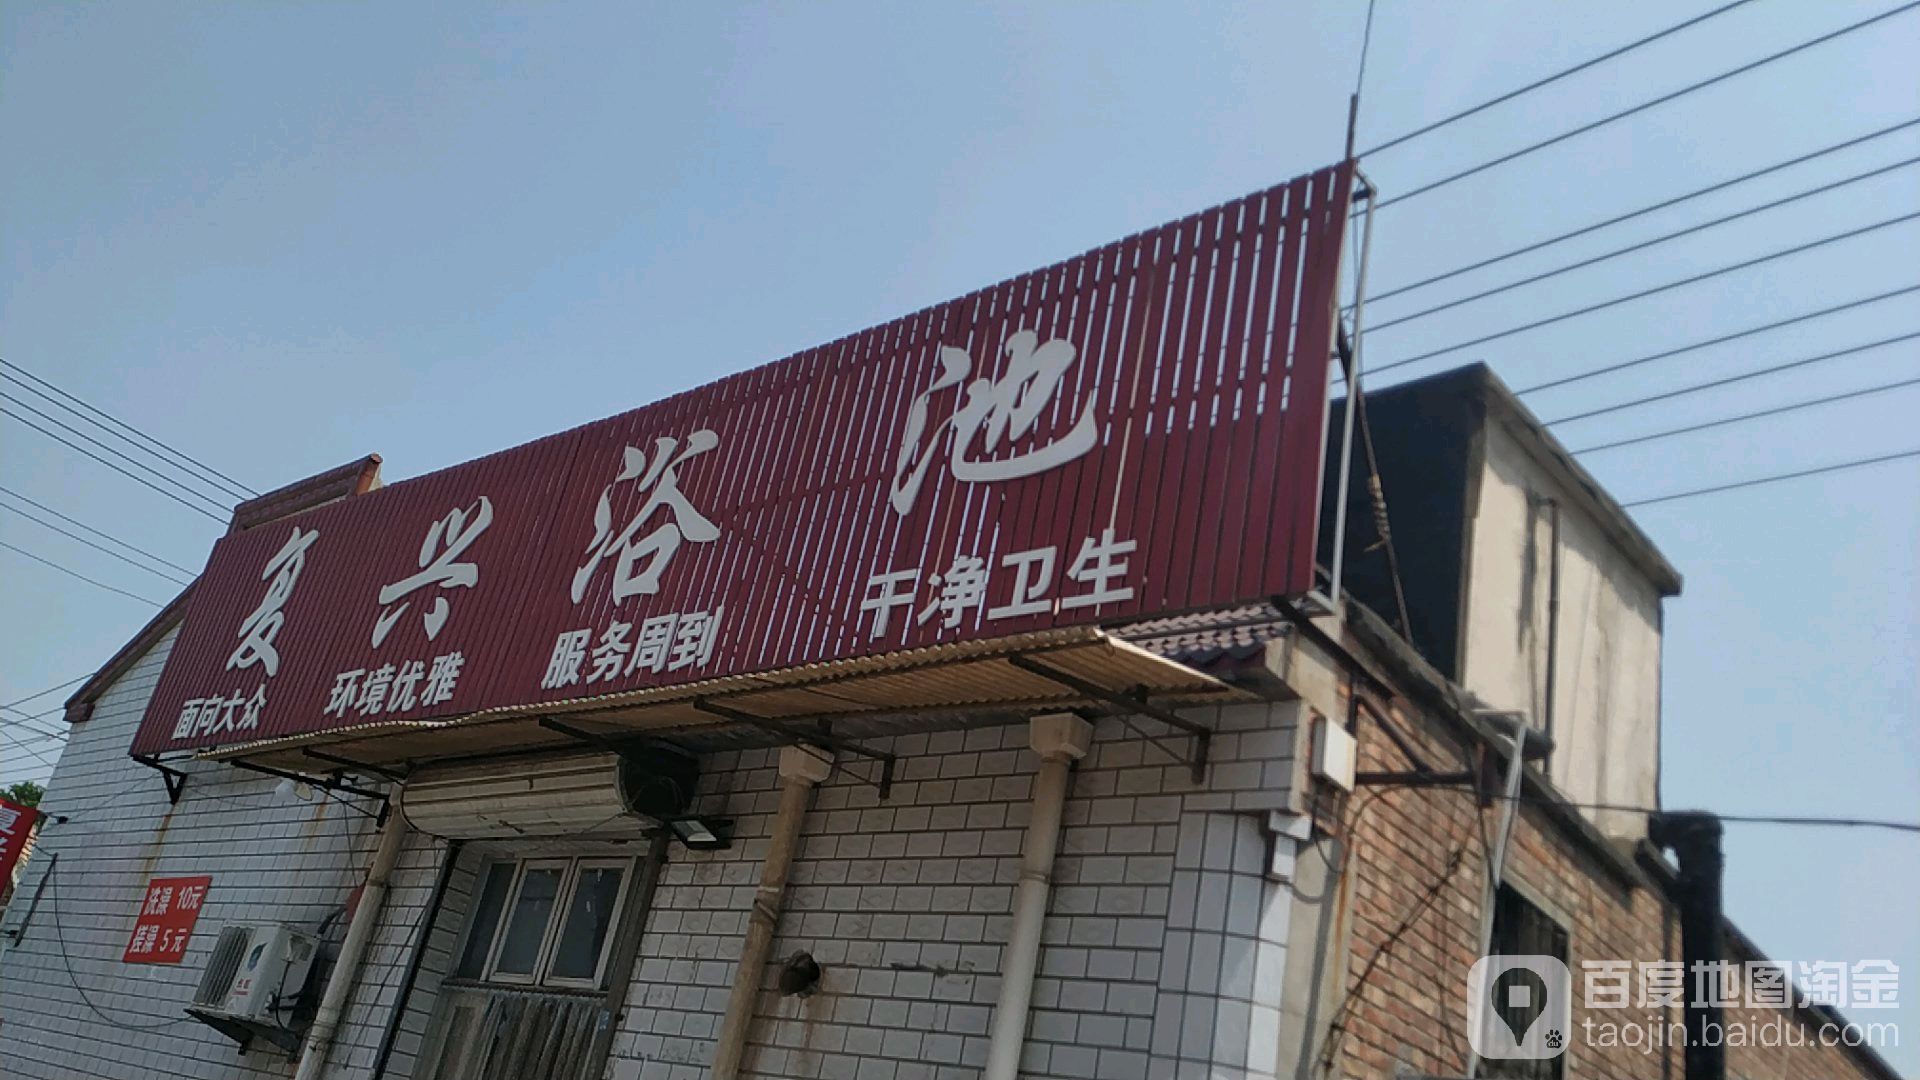 复兴浴池
面向大众 环境优雅 服务周到 干净卫生
洗澡 10元
搓澡 5元
复
百度地图淘金
taojin.baidu.com